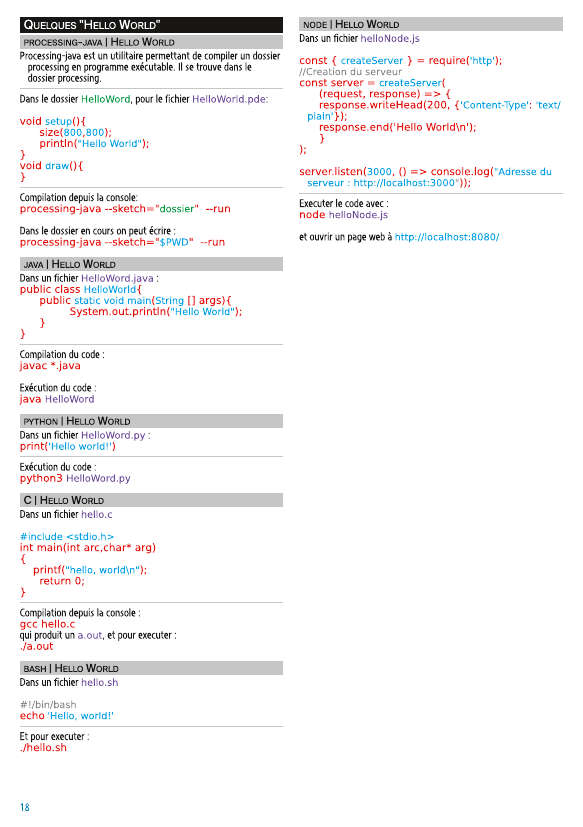 Quelques "Hello World"
processing-java | Hello World
Processing-java est un utilitaire permettant de compiler un dossier
processing en programme exécutable. Il se trouve dans le
dossier processing.
Dans le dossier HelloWord, pour le fichier HelloWorld.pde:
void setup(){
size(800,800);
println("Hello World");
}
void draw(){
}
Compilation depuis la console:
processing-java --sketch="dossier" --run
Dans le dossier en cours on peut écrire :
processing-java --sketch="$PWD" --run
java | Hello World
Dans un fichier HelloWord.java :
public class HelloWorld{
public static void main(String [] args){
System.out.println("Hello World");
}
}
Compilation du code :
javac *.java
Exécution du code :
java HelloWord
python | Hello World
Dans un fichier HelloWord.py :
print('Hello world!')
Exécution du code :
python3 HelloWord.py
C | Hello World
Dans un fichier hello.c
#include <stdio.h>
int main(int arc,char* arg)
{
printf("hello, world\n");
return 0;
}
Compilation depuis la console :
gcc hello.c
qui produit un a.out, et pour executer :
./a.out
bash | Hello World
Dans un fichier hello.sh
#!/bin/bash
echo 'Hello, world!'
Et pour executer :
./hello.sh
18
node | Hello World
Dans un fichier helloNode.js
const { createServer } = require('http');
//Creation du serveur
const server = createServer(
(request, response) => {
response.writeHead(200, {'Content-Type': 'text/
plain'});
response.end('Hello World\n');
}
);
server.listen(3000, () => console.log("Adresse du
serveur : http://localhost:3000"));
Executer le code avec :
node helloNode.js
et ouvrir un page web à http://localhost:8080/